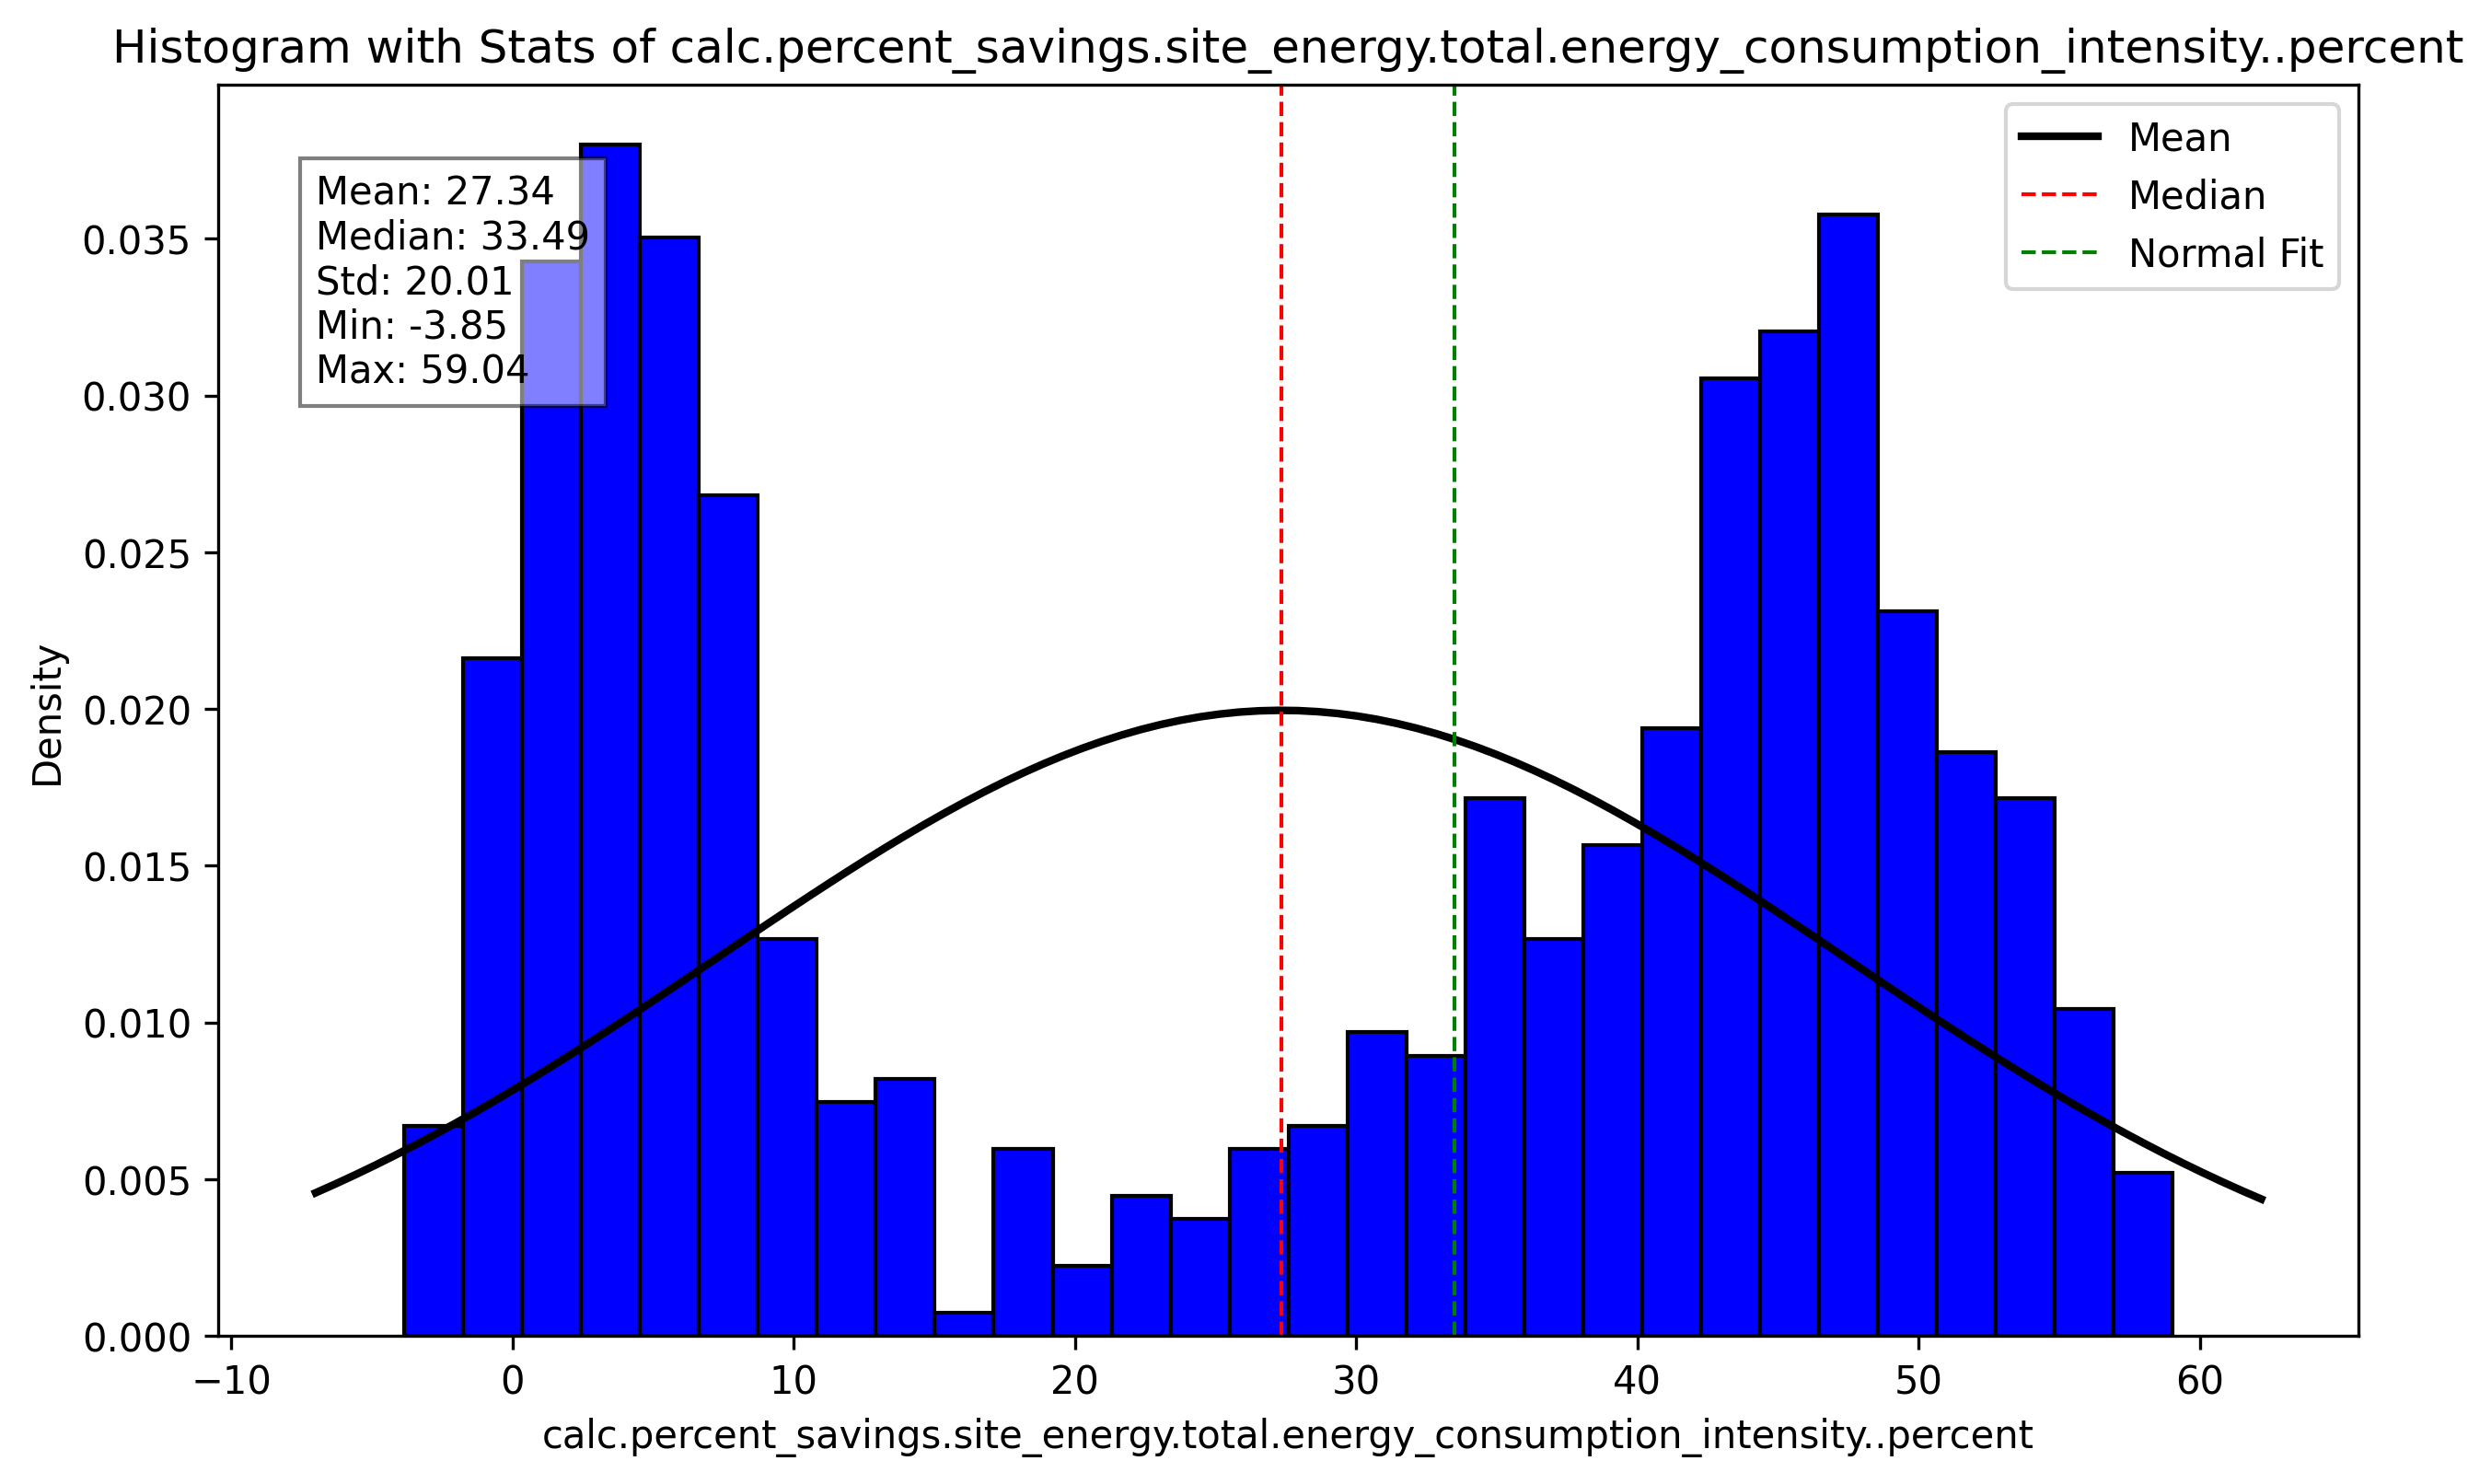 Histogram with Stats of calc.percent_savings.site_energy.total.energy_consumption_intensity..percent
Mean: 27.34
Median: 33.49
Std: 20.01
Min: -3.85
Max: 59.04
Mean
Median
Normal Fit
Density
0.035
0.030
0.025
0.020
0.015
0.010
0.005
0.000
−10 0 10 20 30 40 50 60
calc.percent_savings.site_energy.total.energy_consumption_intensity..percent